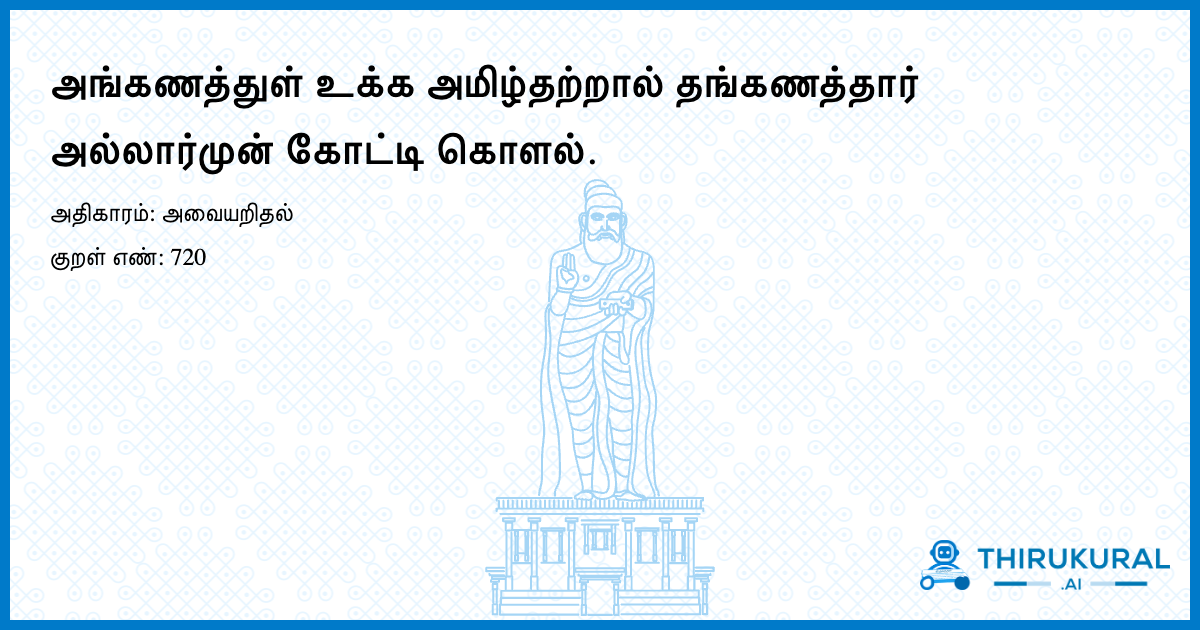 அங்கணத்துள் உக்க அமிழ்தற்றால் தங்கணத்தார்
அல்லார்முன் கோட்டி கொளல்.
அதிகாரம்: அவையறிதல்
குறள் எண்: 720
THIRUKURAL
.AI